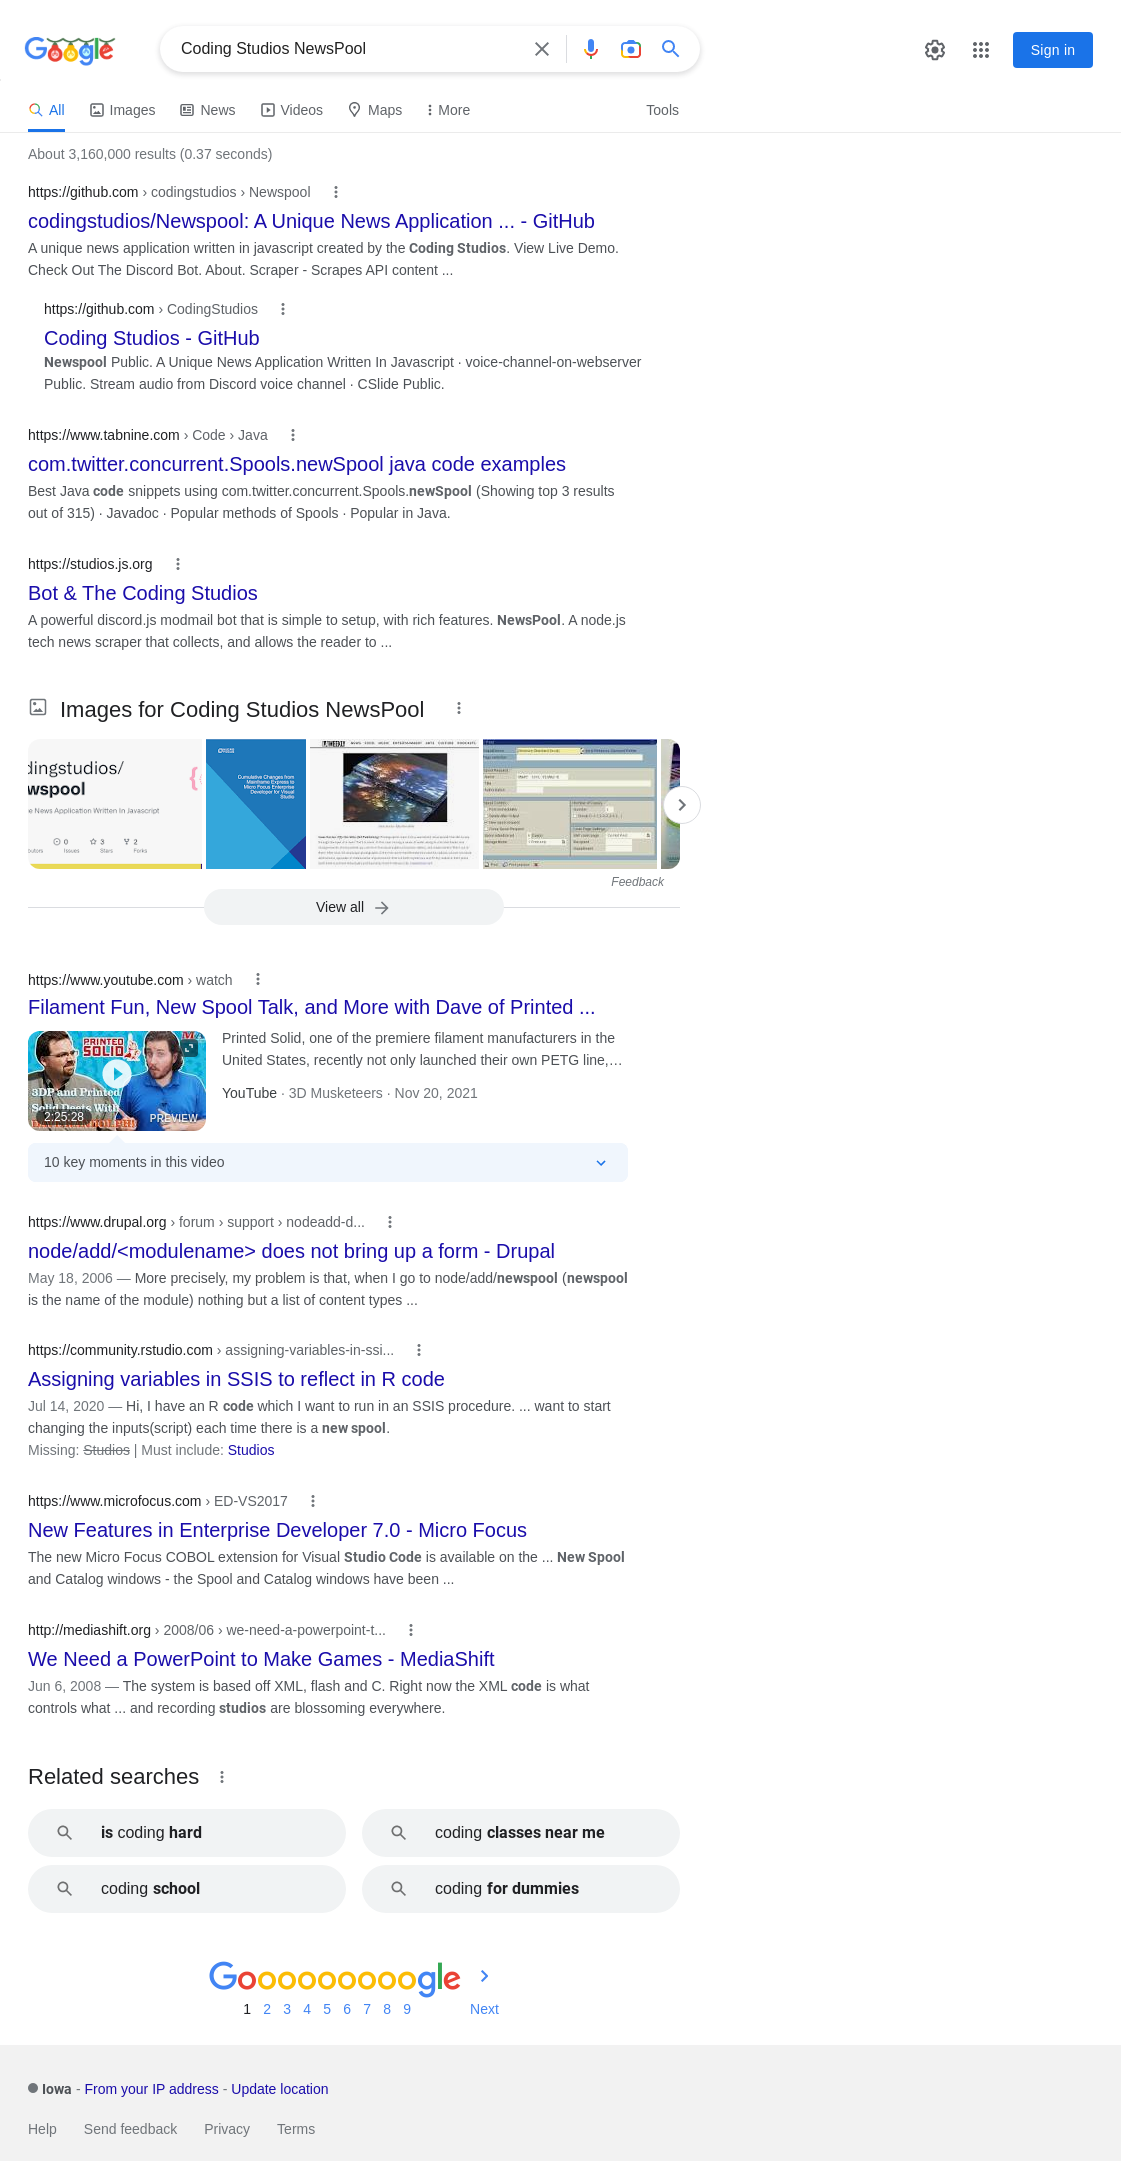 Google
Coding Studios NewsPool
Sign in
All
Images
News
Videos
Maps
More
Tools
About 3,160,000 results (0.37 seconds)
https://github.com › codingstudios › Newspool
codingstudios/Newspool: A Unique News Application ... - GitHub
A unique news application written in javascript created by the Coding Studios. View Live Demo.
Check Out The Discord Bot. About. Scraper - Scrapes API content ...
https://github.com › CodingStudios
Coding Studios - GitHub
Newspool Public. A Unique News Application Written In Javascript · voice-channel-on-webserver
Public. Stream audio from Discord voice channel · CSlide Public.
https://www.tabnine.com › Code › Java
com.twitter.concurrent.Spools.newSpool java code examples
Best Java code snippets using com.twitter.concurrent.Spools.newSpool (Showing top 3 results
out of 315) · Javadoc · Popular methods of Spools · Popular in Java.
https://studios.js.org
Bot & The Coding Studios
A powerful discord.js modmail bot that is simple to setup, with rich features. NewsPool. A node.js
tech news scraper that collects, and allows the reader to ...
Images for Coding Studios NewsPool
dingstudios/
wspool
e News Application Written In Javascript
0
3
2
Issues
Stars
Forks
Cumulative Changes from
Mainframe Express to
Micro Focus Enterprise
Developer for Visual
Studio
Feedback
View all
https://www.youtube.com › watch
Filament Fun, New Spool Talk, and More with Dave of Printed ...
PRINTED
SOLID
3DP and Printed
Solid Deets With
2:25:28
PREVIEW
Printed Solid, one of the premiere filament manufacturers in the
United States, recently not only launched their own PETG line,…
YouTube · 3D Musketeers · Nov 20, 2021
10 key moments in this video
https://www.drupal.org › forum › support › nodeadd-d...
node/add/<modulename> does not bring up a form - Drupal
May 18, 2006 — More precisely, my problem is that, when I go to node/add/newspool (newspool
is the name of the module) nothing but a list of content types ...
https://community.rstudio.com › assigning-variables-in-ssi...
Assigning variables in SSIS to reflect in R code
Jul 14, 2020 — Hi, I have an R code which I want to run in an SSIS procedure. ... want to start
changing the inputs(script) each time there is a new spool.
Missing: Studios | Must include: Studios
https://www.microfocus.com › ED-VS2017
New Features in Enterprise Developer 7.0 - Micro Focus
The new Micro Focus COBOL extension for Visual Studio Code is available on the ... New Spool
and Catalog windows - the Spool and Catalog windows have been ...
http://mediashift.org › 2008/06 › we-need-a-powerpoint-t...
We Need a PowerPoint to Make Games - MediaShift
Jun 6, 2008 — The system is based off XML, flash and C. Right now the XML code is what
controls what ... and recording studios are blossoming everywhere.
Related searches
is coding hard
coding classes near me
coding school
coding for dummies
Goooooooooogle
1 2 3 4 5 6 7 8 9 Next
Iowa - From your IP address - Update location
Help Send feedback Privacy Terms